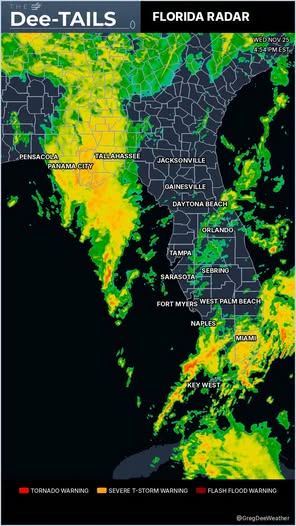 THE
Dee-TAILS
FLORIDA RADAR
WED NOV 25
4:54 PM EST
PENSACOLA
TALLAHASSEE
PANAMA CITY
JACKSONVILLE
GAINESVILLE
DAYTONA BEACH
ORLANDO
TAMPA
SEBRING
SARASOTA
FORT MYERS
WEST PALM BEACH
NAPLES
MIAMI
KEY WEST
TORNADO WARNING
SEVERE T-STORM WARNING
FLASH FLOOD WARNING
@GregDeeWeather